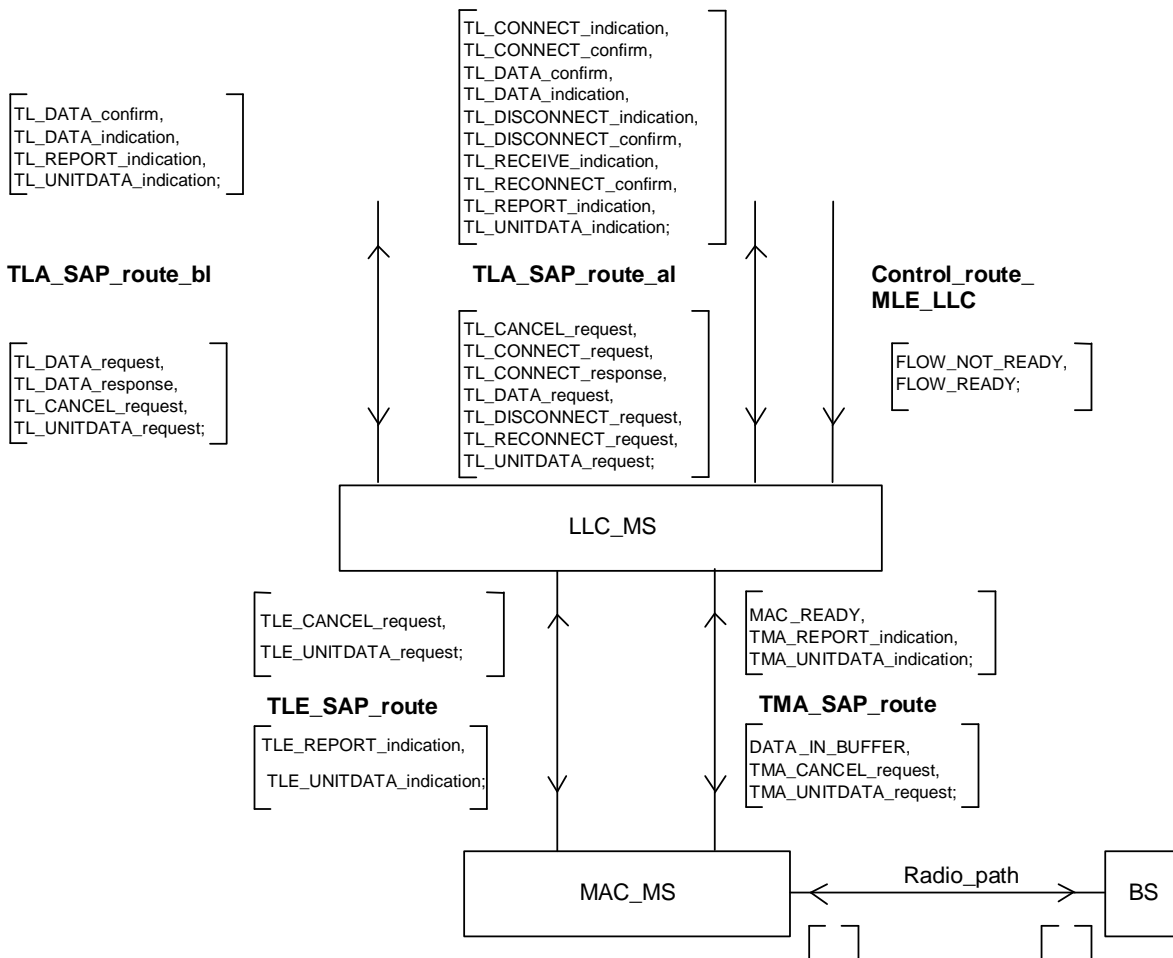 TL_CONNECT_indication,
TL_CONNECT_confirm,
TL_DATA_confirm,
TL_DATA_indication,
TL_DISCONNECT_indication,
TL_DISCONNECT_confirm,
TL_RECEIVE_indication,
TL_RECONNECT_confirm,
TL_REPORT_indication,
TL_UNITDATA_indication;
TL_DATA_confirm,
TL_DATA_indication,
TL_REPORT_indication,
TL_UNITDATA_indication;
TLA_SAP_route_bl
TLA_SAP_route_al
Control_route_
MLE_LLC
TL_DATA_request,
TL_DATA_response,
TL_CANCEL_request,
TL_UNITDATA_request;
TL_CANCEL_request,
TL_CONNECT_request,
TL_CONNECT_response,
TL_DATA_request,
TL_DISCONNECT_request,
TL_RECONNECT_request,
TL_UNITDATA_request;
FLOW_NOT_READY,
FLOW_READY;
LLC_MS
TLE_CANCEL_request,
TLE_UNITDATA_request;
MAC_READY,
TMA_REPORT_indication,
TMA_UNITDATA_indication;
TLE_SAP_route
TMA_SAP_route
TLE_REPORT_indication,
TLE_UNITDATA_indication;
DATA_IN_BUFFER,
TMA_CANCEL_request,
TMA_UNITDATA_request;
MAC_MS
Radio_path
BS